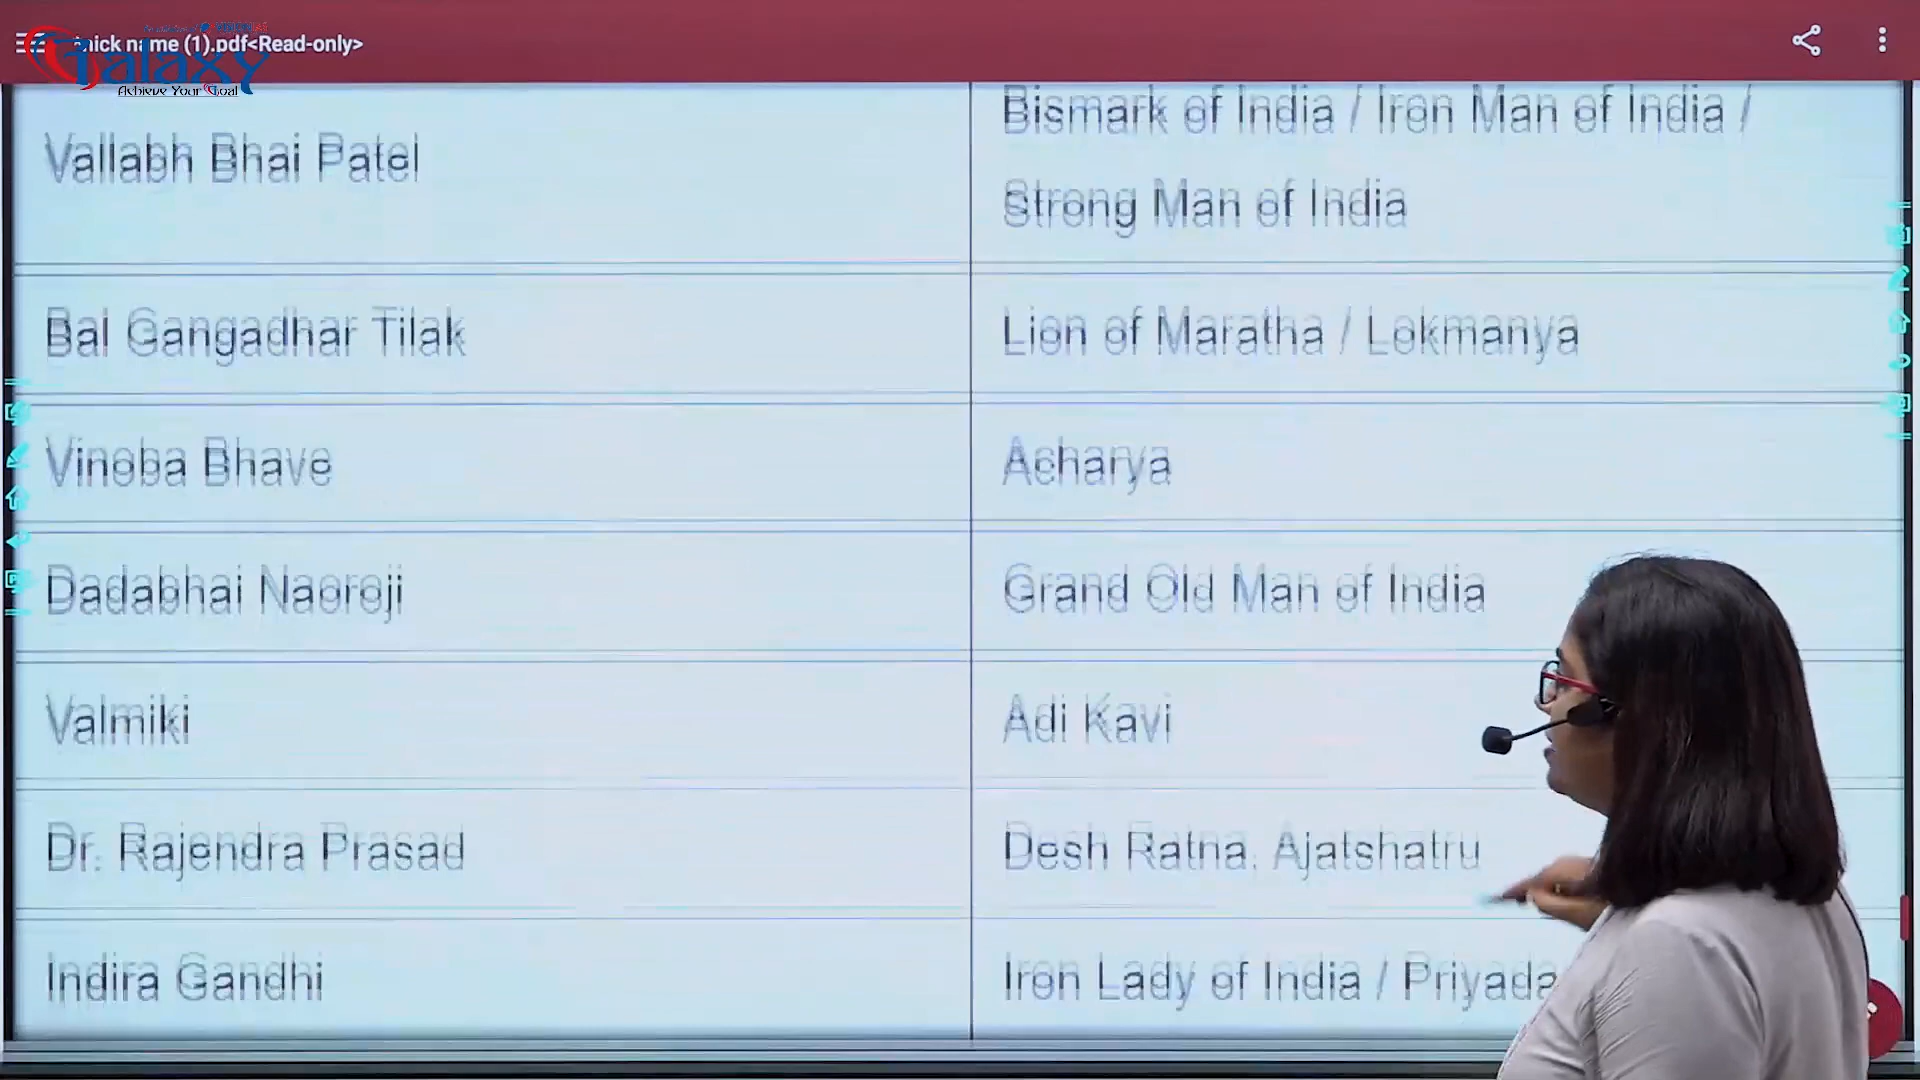 nick name (1).pdf<Read-only>
Galaxy
Achieve Your Goal
Vallabh Bhai Patel
Bismark of India / Iron Man of India /
Strong Man of India
Bal Gangadhar Tilak
Lion of Maratha / Lokmanya
Vinoba Bhave
Acharya
Dadabhai Naoroji
Grand Old Man of India
Valmiki
Adi Kavi
Dr. Rajendra Prasad
Desh Ratna, Ajatshatru
Indira Gandhi
Iron Lady of India / Priyada